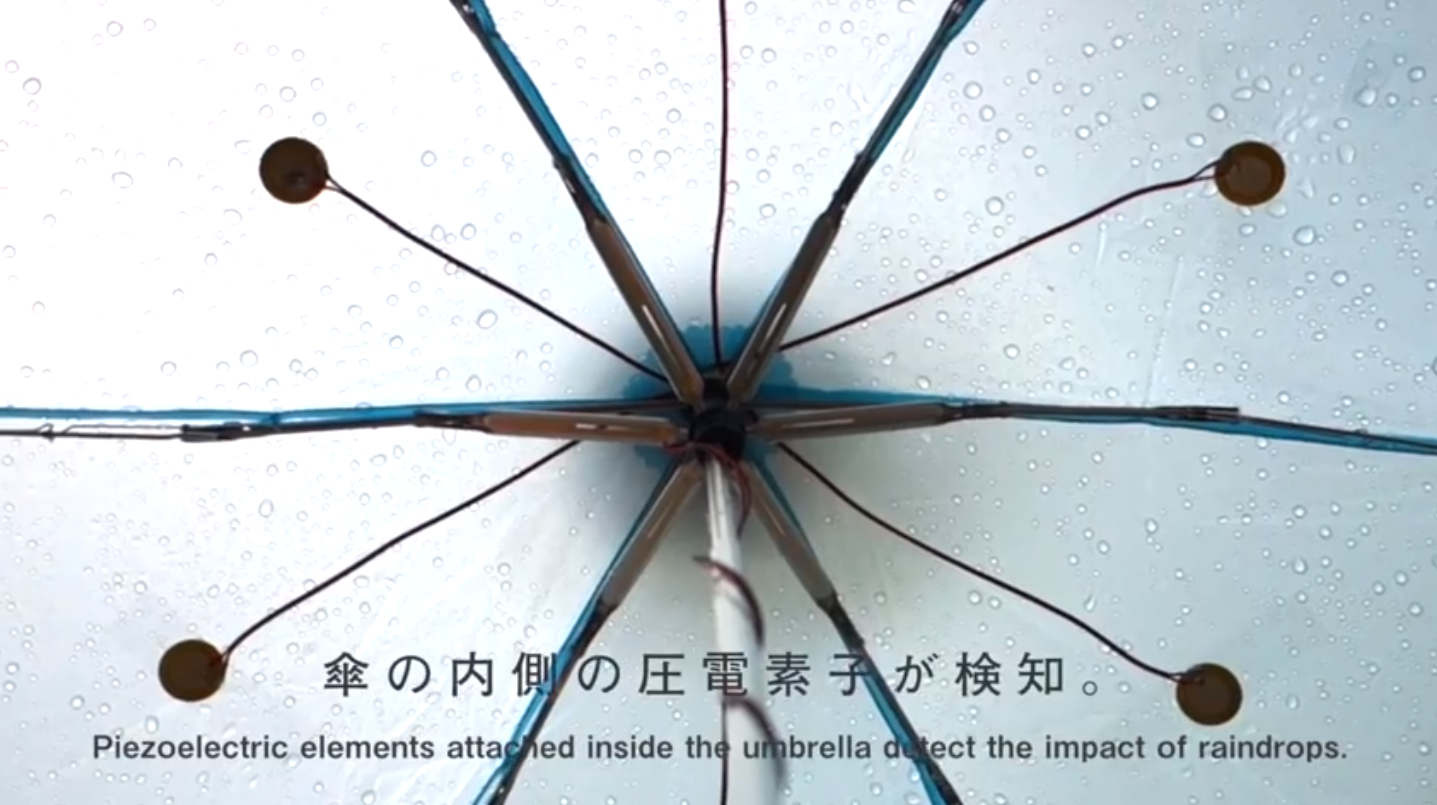 傘の内側の圧電素子が検知。
Piezoelectric elements attached inside the umbrella detect the impact of raindrops.